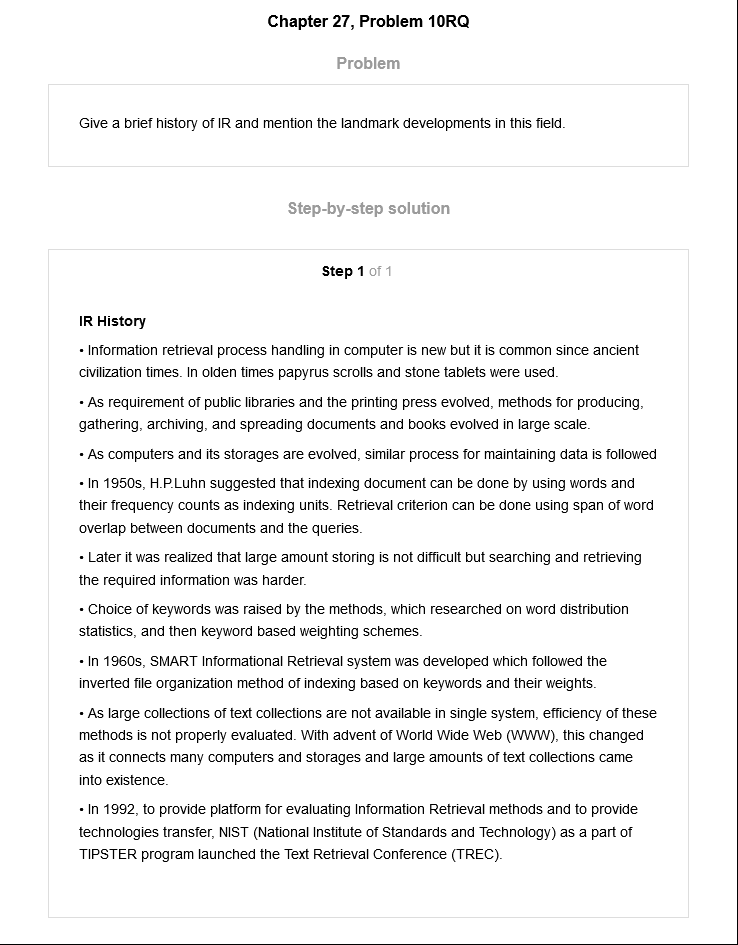 Chapter 27, Problem 10RQ
Problem
Give a brief history of IR and mention the landmark developments in this field.
Step-by-step solution
Step 1 of 1
IR History
• Information retrieval process handling in computer is new but it is common since ancient
civilization times. In olden times papyrus scrolls and stone tablets were used.
• As requirement of public libraries and the printing press evolved, methods for producing,
gathering, archiving, and spreading documents and books evolved in large scale.
• As computers and its storages are evolved, similar process for maintaining data is followed
• In 1950s, H.P.Luhn suggested that indexing document can be done by using words and
their frequency counts as indexing units. Retrieval criterion can be done using span of word
overlap between documents and the queries.
• Later it was realized that large amount storing is not difficult but searching and retrieving
the required information was harder.
• Choice of keywords was raised by the methods, which researched on word distribution
statistics, and then keyword based weighting schemes.
• In 1960s, SMART Informational Retrieval system was developed which followed the
inverted file organization method of indexing based on keywords and their weights.
• As large collections of text collections are not available in single system, efficiency of these
methods is not properly evaluated. With advent of World Wide Web (WWW), this changed
as it connects many computers and storages and large amounts of text collections came
into existence.
• In 1992, to provide platform for evaluating Information Retrieval methods and to provide
technologies transfer, NIST (National Institute of Standards and Technology) as a part of
TIPSTER program launched the Text Retrieval Conference (TREC).